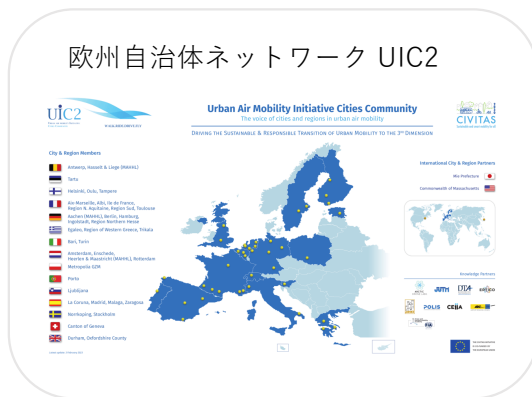 欧州自治体ネットワーク UIC2
UIC2
Urban Air Mobility Initiative Cities Community
The voice of cities and regions in urban air mobility
CIVITAS
DRIVING THE SUSTAINABLE & RESPONSIBLE TRANSITION OF URBAN MOBILITY TO THE 3RD DIMENSION
City & Region Members
Antwerp, Hasselt & Liege (MAHHL)
Tartu
Helsinki, Oulu, Tampere
Aix-Marseille, Albi, Ile de France,
Region N. Aquitaine, Region Sud, Toulouse
Aachen (MAHHL), Berlin, Hamburg,
Ingolstadt, Region Northern Hesse
Egaleo, Region of Western Greece, Trikala
Bari, Turin
Amsterdam, Enschede,
Heerlen & Maastricht (MAHHL), Rotterdam
Metropolis GZM
Porto
Ljubljana
La Coruna, Madrid, Malaga, Zaragoza
Norrkoping, Stockholm
Canton of Geneva
Durham, Oxfordshire County
International City & Region Partners
Mie Prefecture
Commonwealth of Massachusetts
Knowledge Partners
POLIS